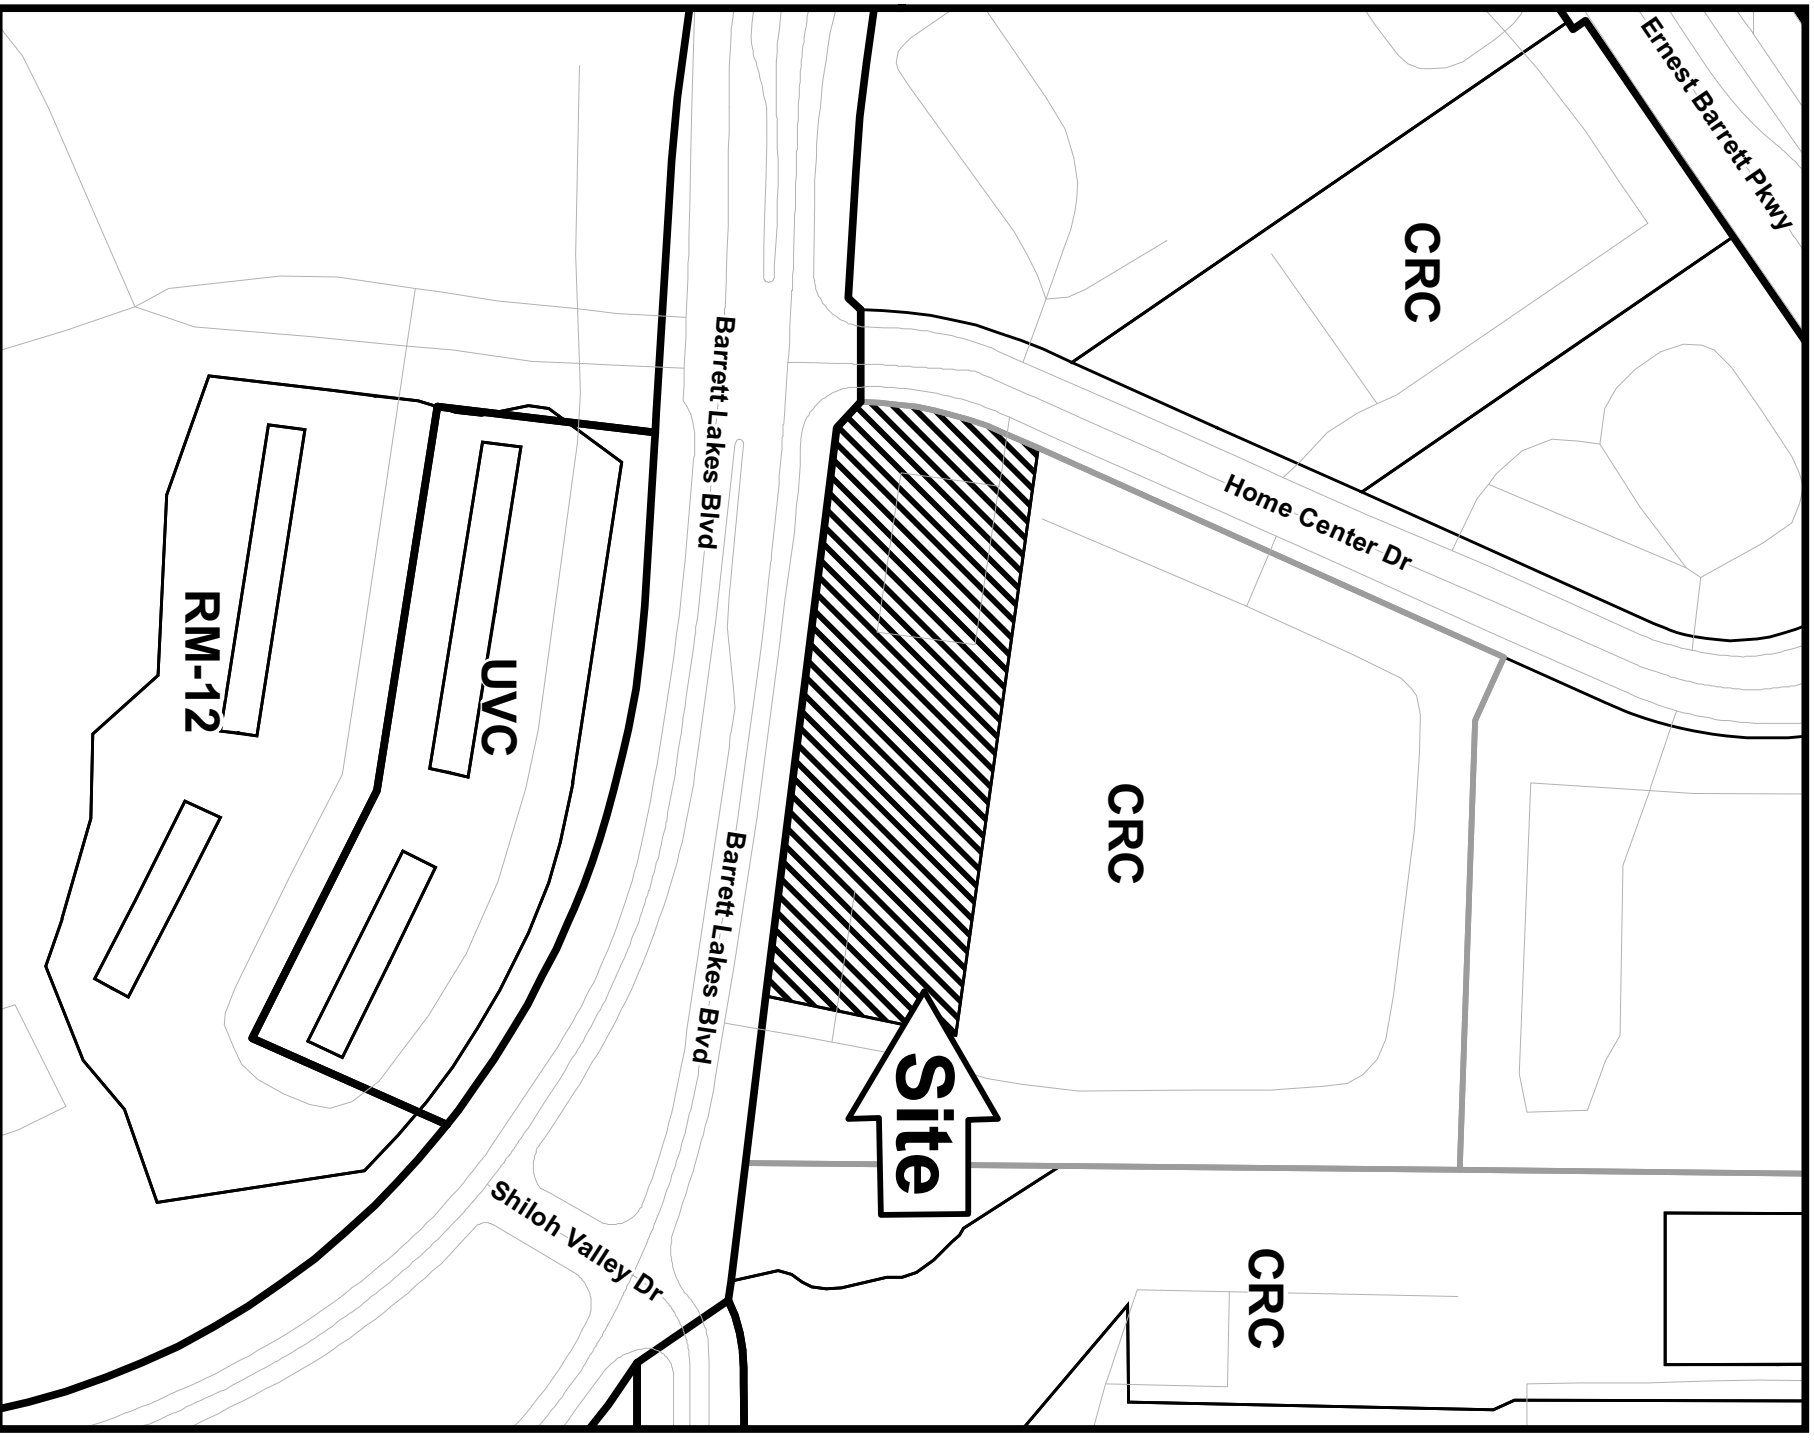 Ernest Barrett Pkwy
CRC
Home Center Dr
Barrett Lakes Blvd
CRC
RM-12
UVC
Barrett Lakes Blvd
Site
Shiloh Valley Dr
CRC